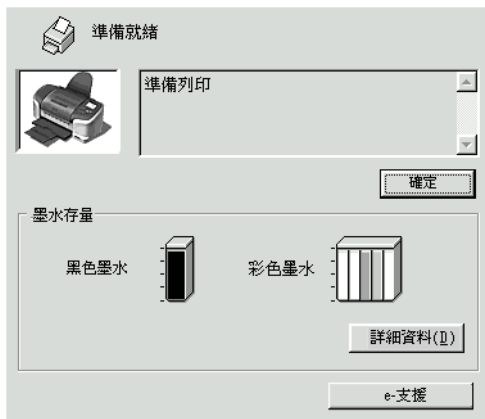 準備就緒
準備列印
確定
墨水存量
黑色墨水
彩色墨水
詳細資料(D)
e-支援